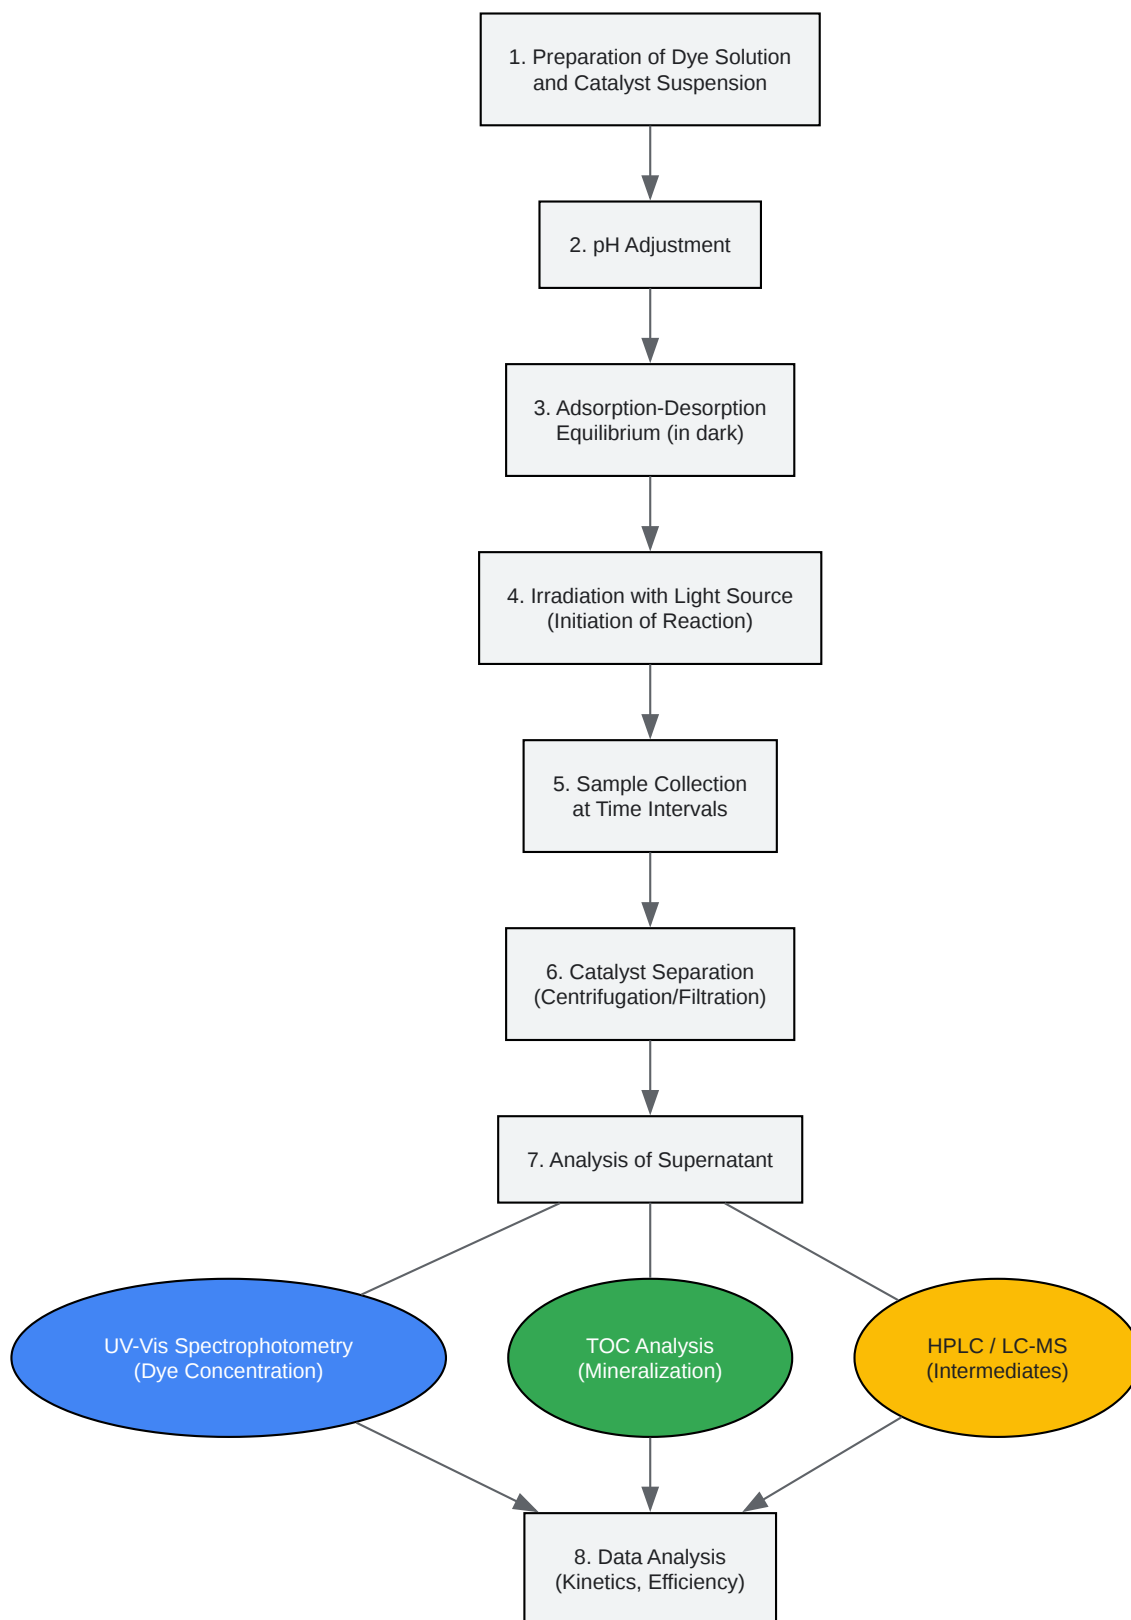 1. Preparation of Dye Solution
and Catalyst Suspension
2. pH Adjustment
3. Adsorption-Desorption
Equilibrium (in dark)
4. Irradiation with Light Source
(Initiation of Reaction)
5. Sample Collection
at Time Intervals
6. Catalyst Separation
(Centrifugation/Filtration)
7. Analysis of Supernatant
UV-Vis Spectrophotometry
(Dye Concentration)
TOC Analysis
(Mineralization)
HPLC / LC-MS
(Intermediates)
8. Data Analysis
(Kinetics, Efficiency)